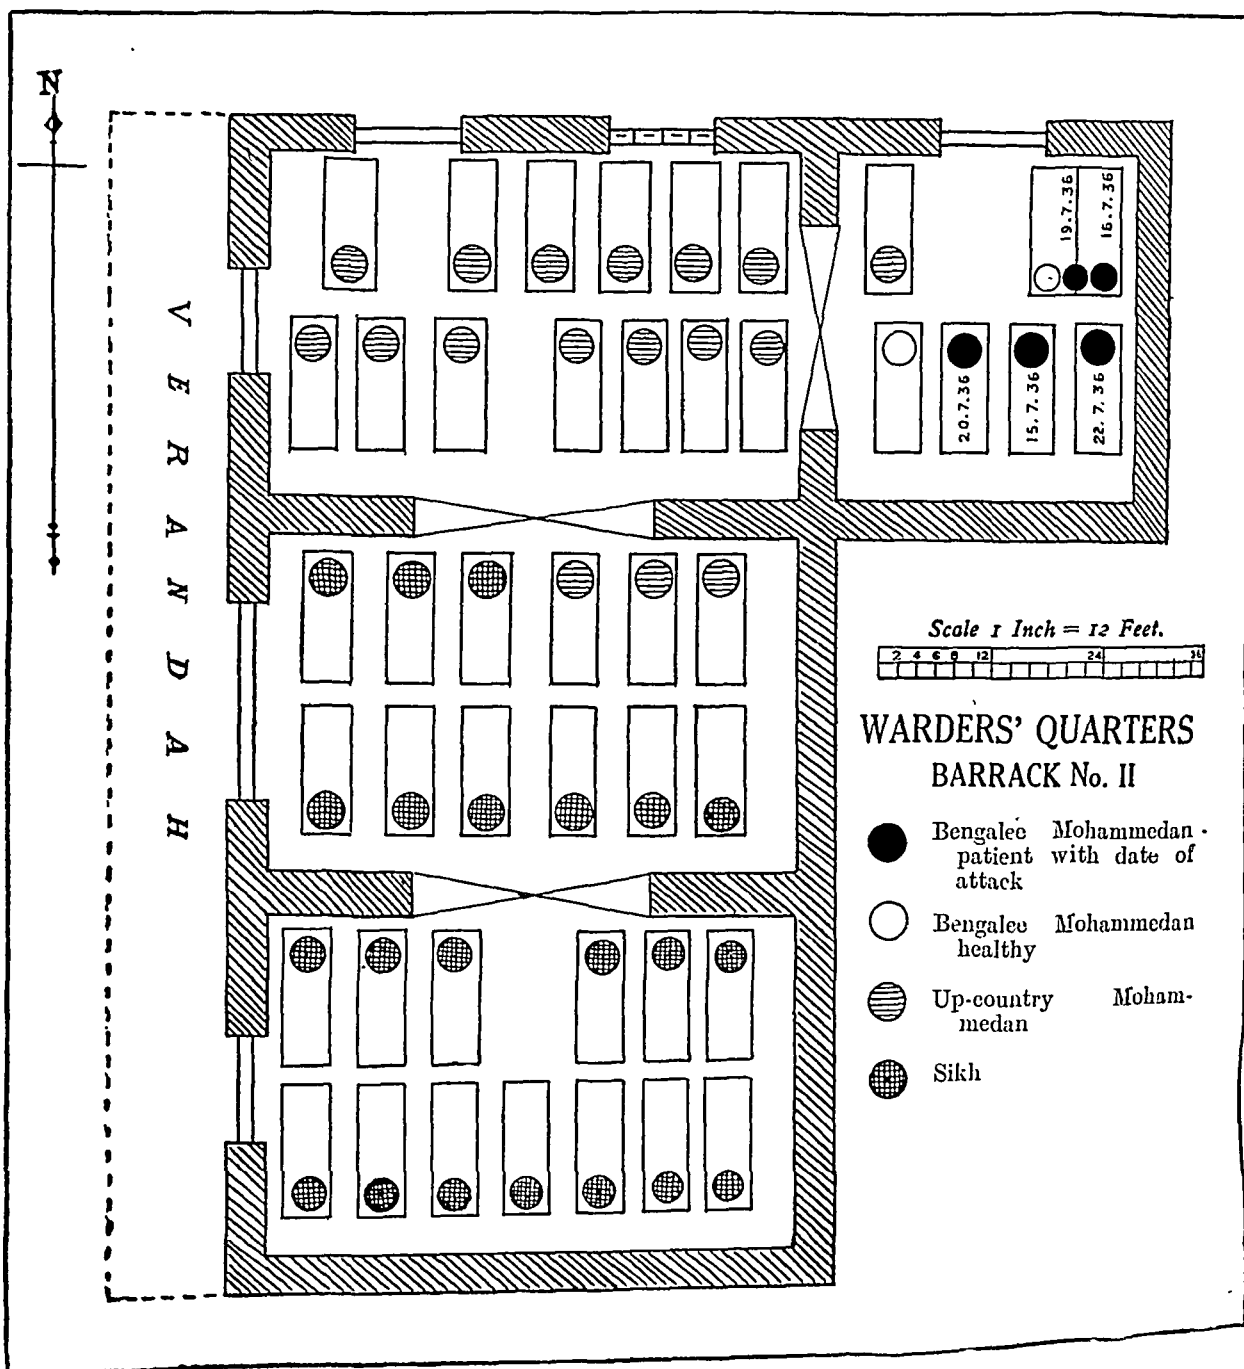 N
19.7.36
16.7.36
20.7.36
15.7.36
22.7.36
VERANDAH
Scale 1 Inch = 12 Feet.
2 4 6 8 12 24 36
WARDERS' QUARTERS
BARRACK No. II
Bengalee Mohammedan
patient with date of
attack
Bengalee Mohammedan
healthy
Up-country Moham-
medan
Sikh